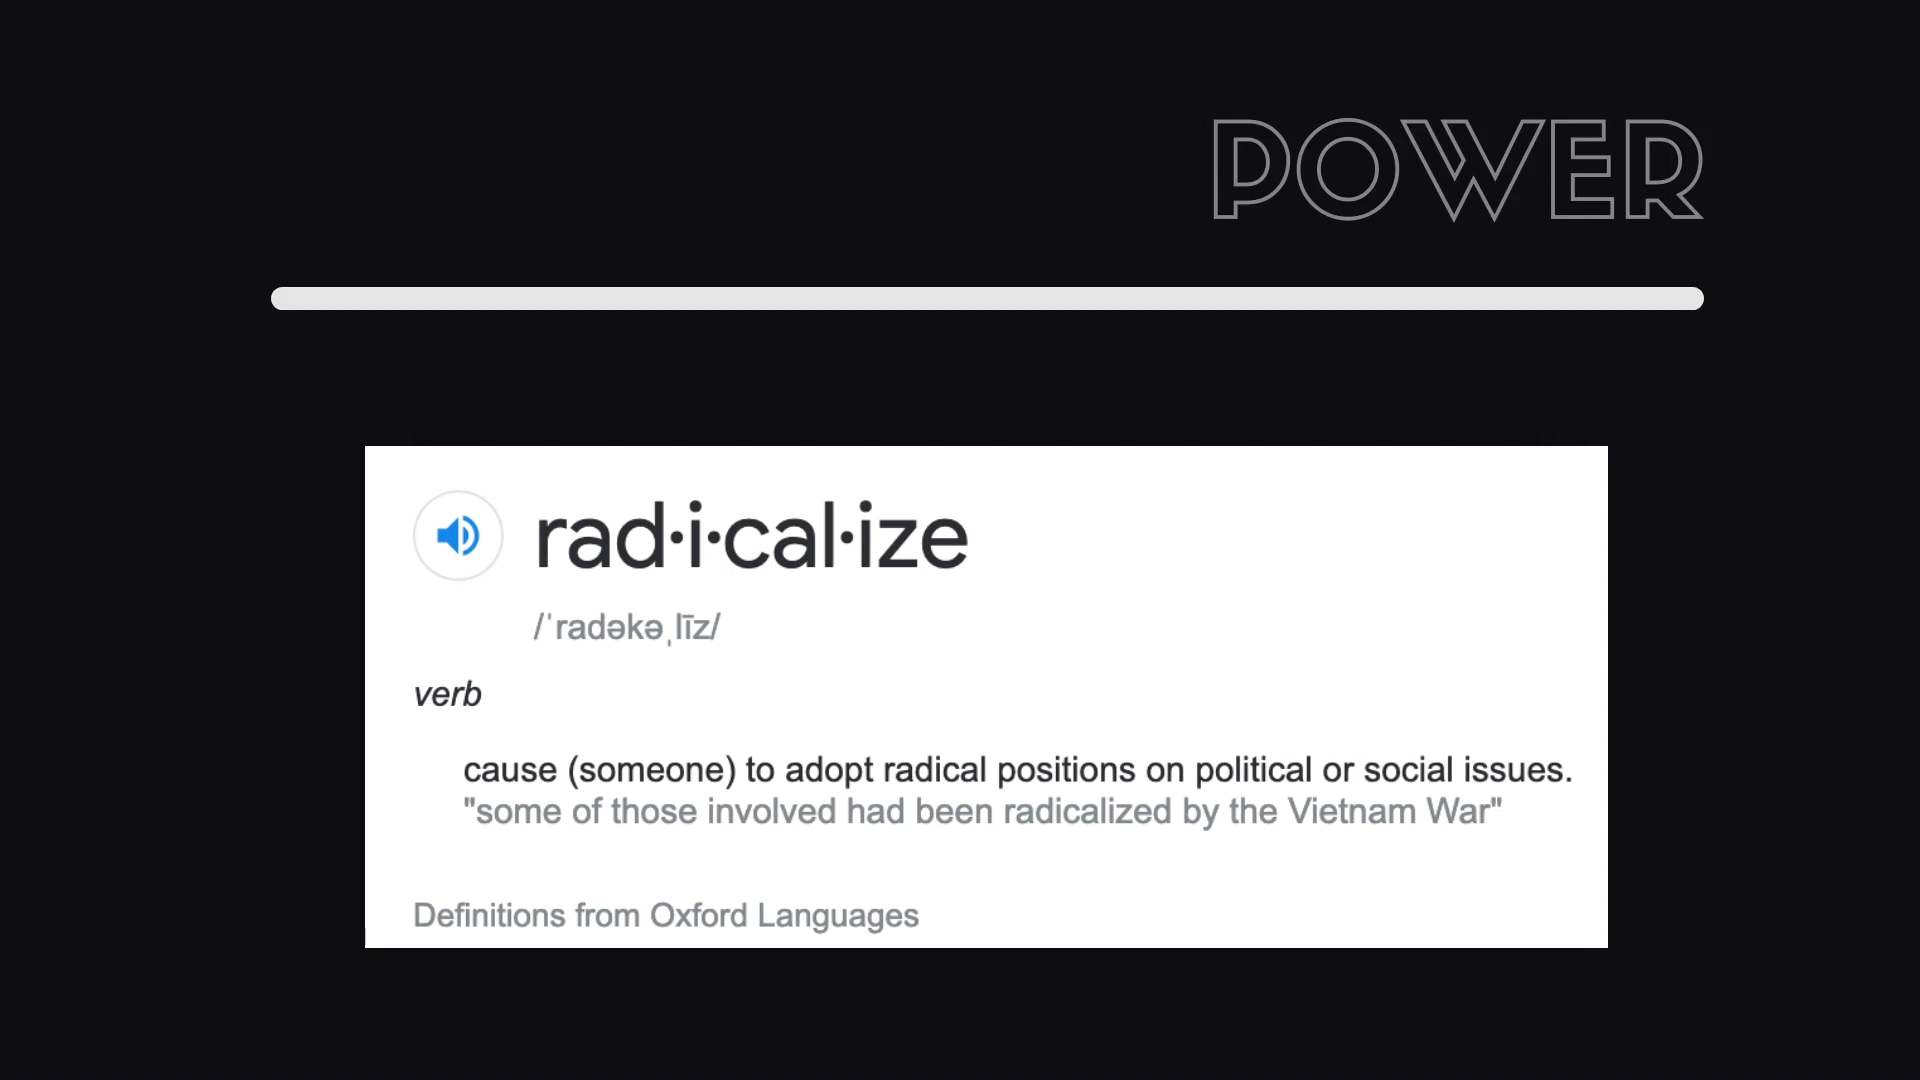 POWER
rad·i·cal·ize
/ˈradəkəˌlīz/
verb
cause (someone) to adopt radical positions on political or social issues.
"some of those involved had been radicalized by the Vietnam War"
Definitions from Oxford Languages